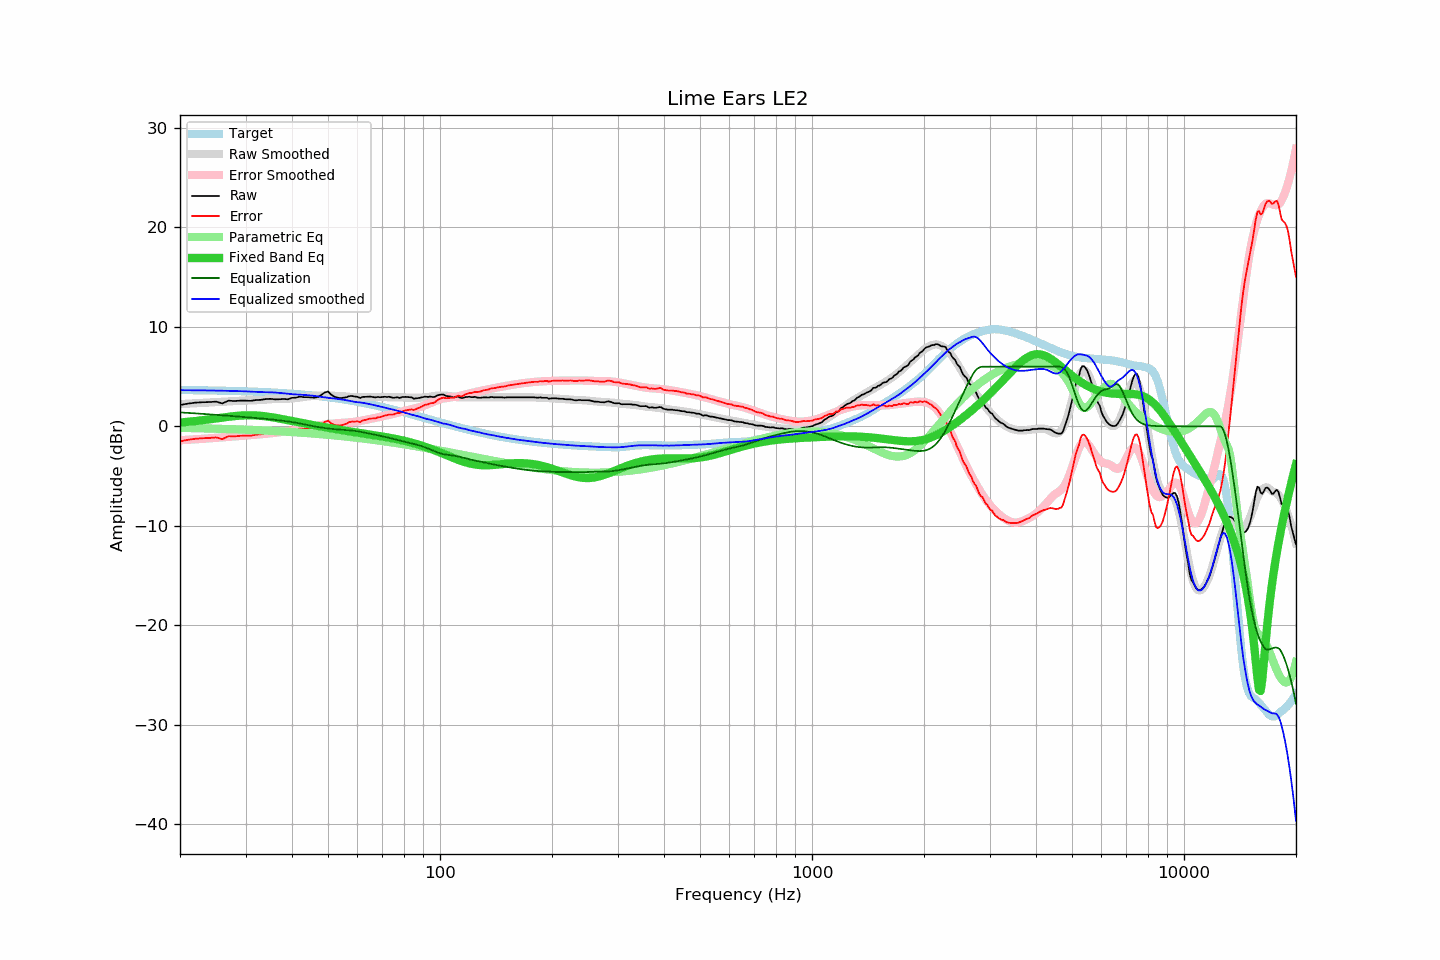 Lime Ears LE2
30
20
10
0
−10
−20
−30
−40
Amplitude (dBr)
Target
Raw Smoothed
Error Smoothed
Raw
Error
Parametric Eq
Fixed Band Eq
Equalization
Equalized smoothed
100
1000
10000
Frequency (Hz)